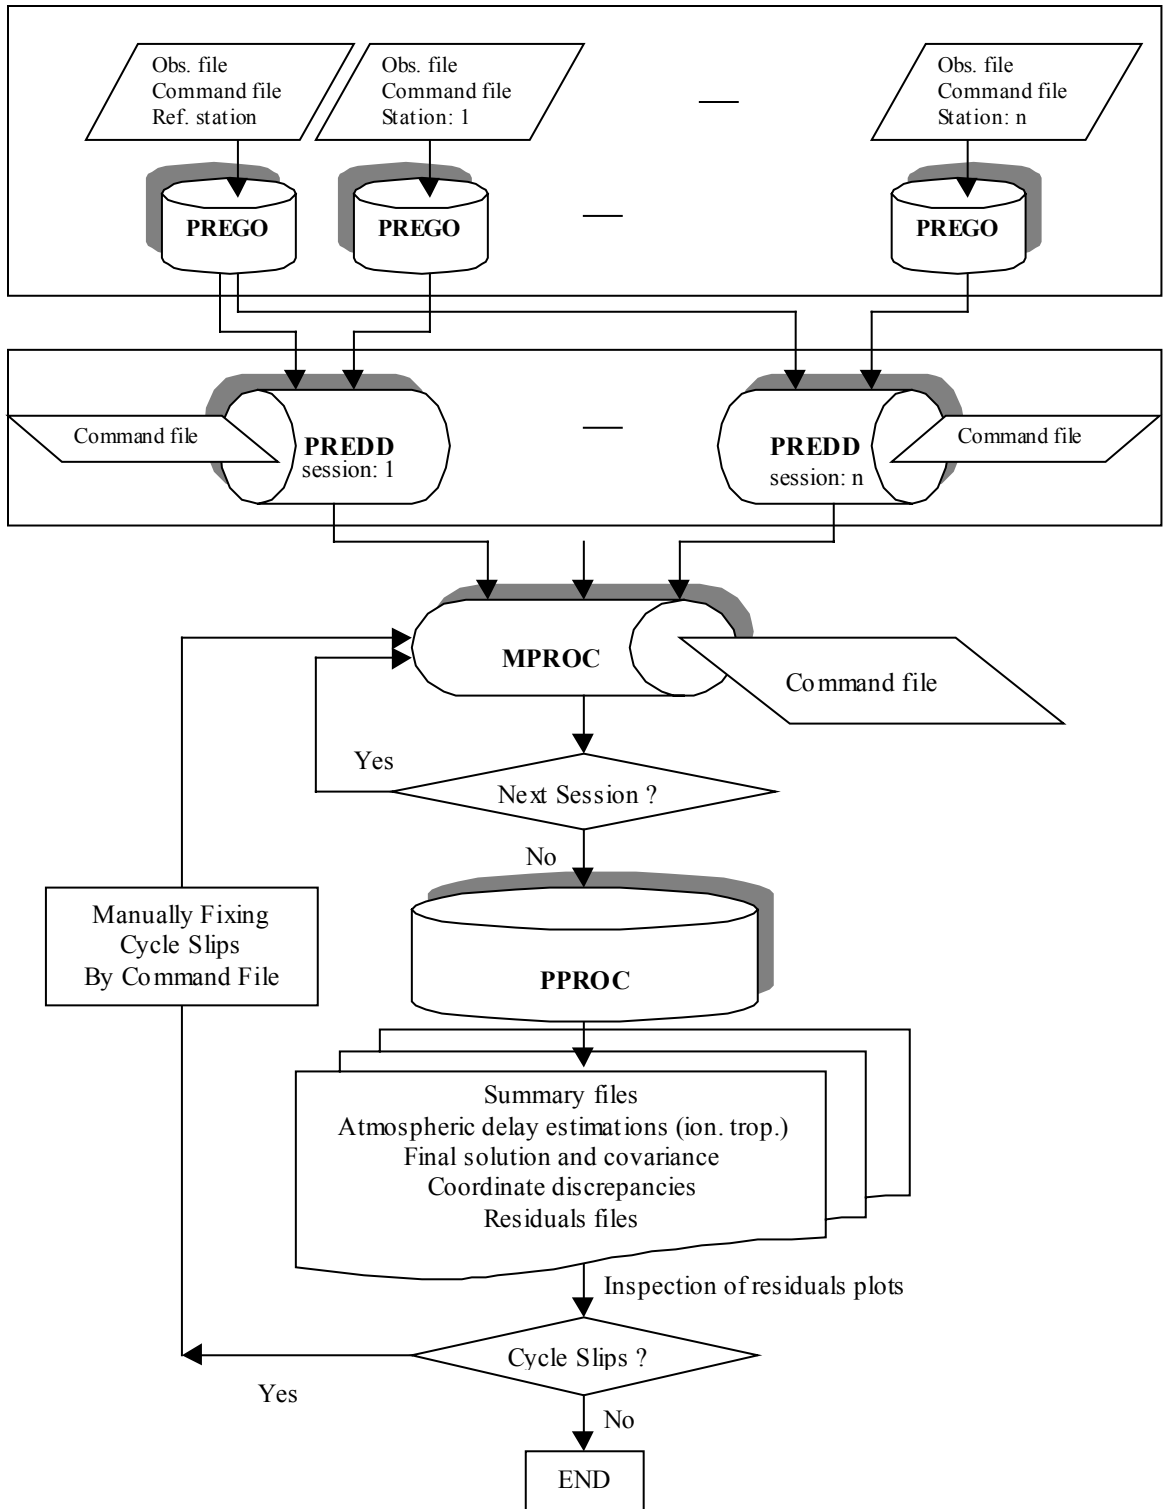 Obs. file
Command file
Ref. station
Obs. file
Command file
Station: 1
Obs. file
Command file
Station: n
PREGO
PREGO
PREGO
Command file
PREDD
session: 1
PREDD
session: n
Command file
MPROC
Command file
Yes
Next Session ?
No
Manually Fixing
Cycle Slips
By Command File
PPROC
Summary files
Atmospheric delay estimations (ion. trop.)
Final solution and covariance
Coordinate discrepancies
Residuals files
Inspection of residuals plots
Cycle Slips ?
Yes
No
END